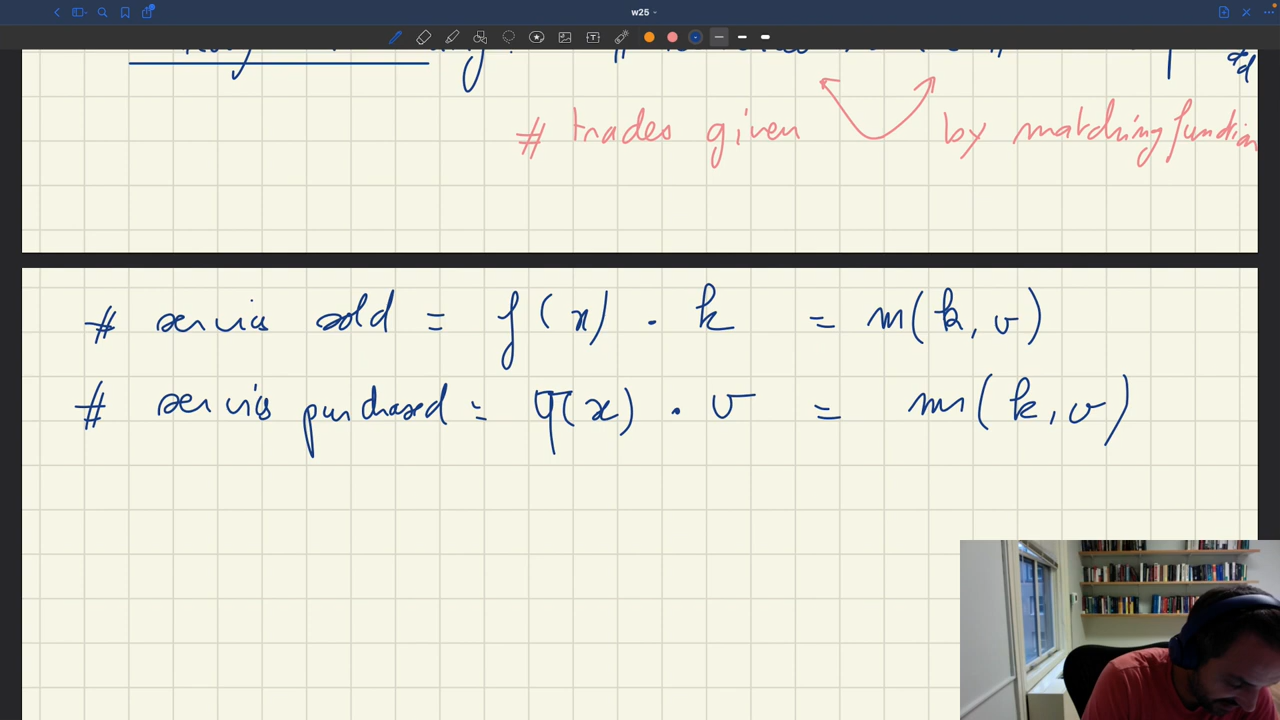 w25
# trades given by matching function
# services sold = f(x) · k = m(k, v)
# services purchased = q(x) · v = m(k, v)